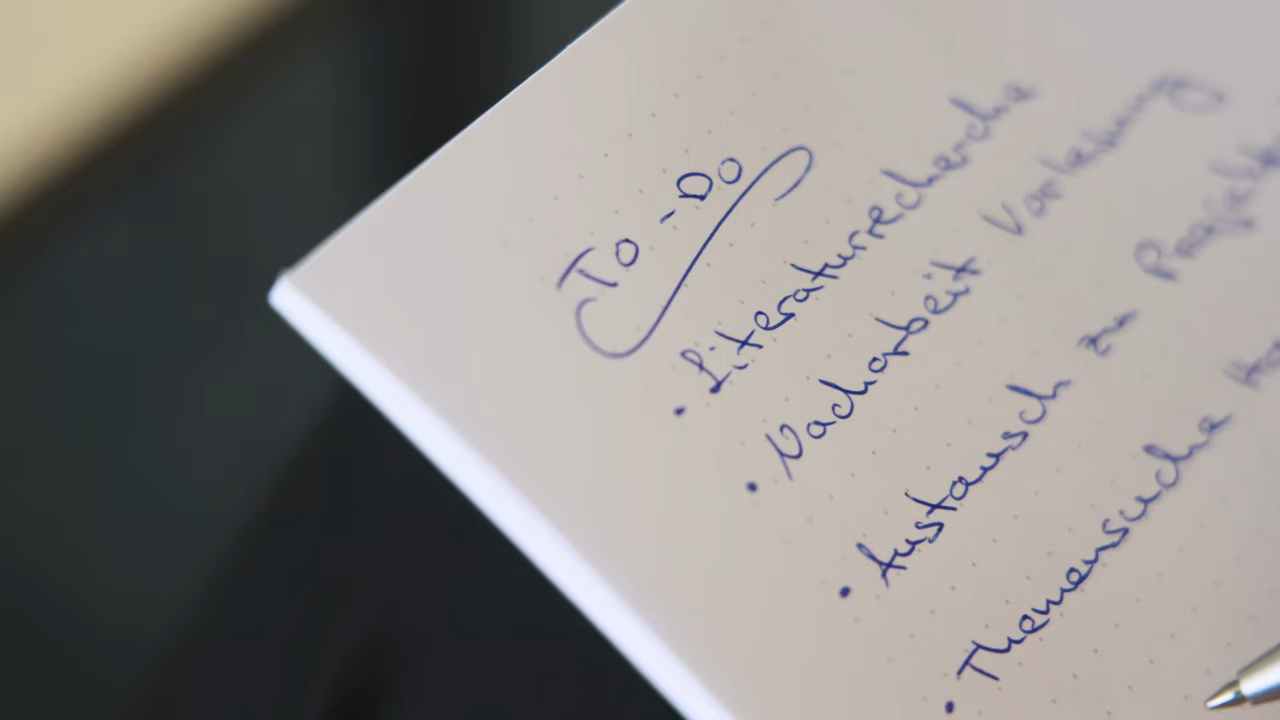 To-Do
• Literaturrecherche
• Nacharbeit Vorlesung
• Austausch zu
• Themensuche